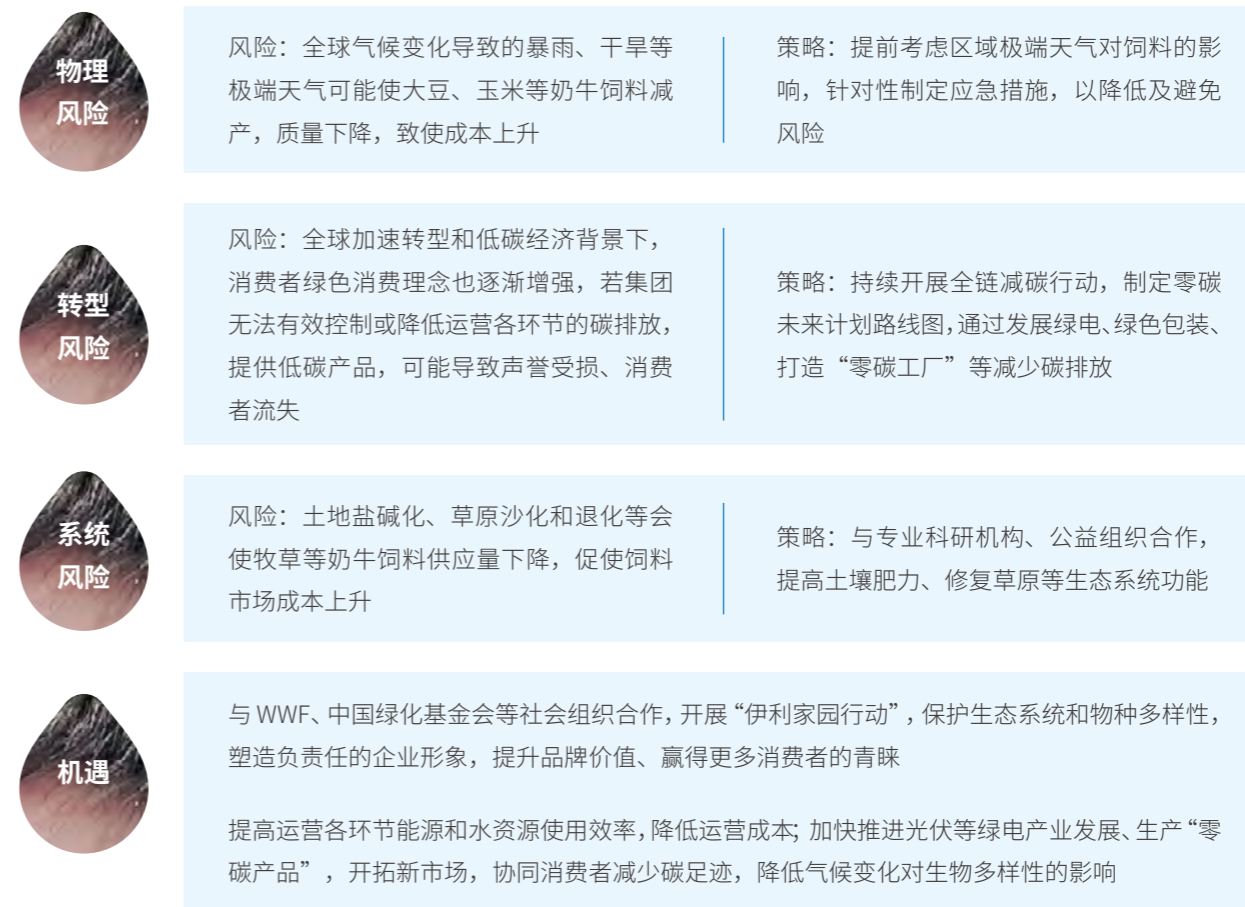 物理
风险
风险：全球气候变化导致的暴雨、干旱等
极端天气可能使大豆、玉米等奶牛饲料减
产，质量下降，致使成本上升
策略：提前考虑区域极端天气对饲料的影
响，针对性制定应急措施，以降低及避免
风险
转型
风险
风险：全球加速转型和低碳经济背景下，
消费者绿色消费理念也逐渐增强，若集团
无法有效控制或降低运营各环节的碳排放，
提供低碳产品，可能导致声誉受损、消费
者流失
策略：持续开展全链减碳行动，制定零碳
未来计划路线图，通过发展绿电、绿色包装、
打造“零碳工厂”等减少碳排放
系统
风险
风险：土地盐碱化、草原沙化和退化等会
使牧草等奶牛饲料供应量下降，促使饲料
市场成本上升
策略：与专业科研机构、公益组织合作，
提高土壤肥力、修复草原等生态系统功能
机遇
与 WWF、中国绿化基金会等社会组织合作，开展“伊利家园行动”，保护生态系统和物种多样性，
塑造负责任的企业形象，提升品牌价值、赢得更多消费者的青睐
提高运营各环节能源和水资源使用效率，降低运营成本；加快推进光伏等绿电产业发展、生产“零
碳产品”，开拓新市场，协同消费者减少碳足迹，降低气候变化对生物多样性的影响